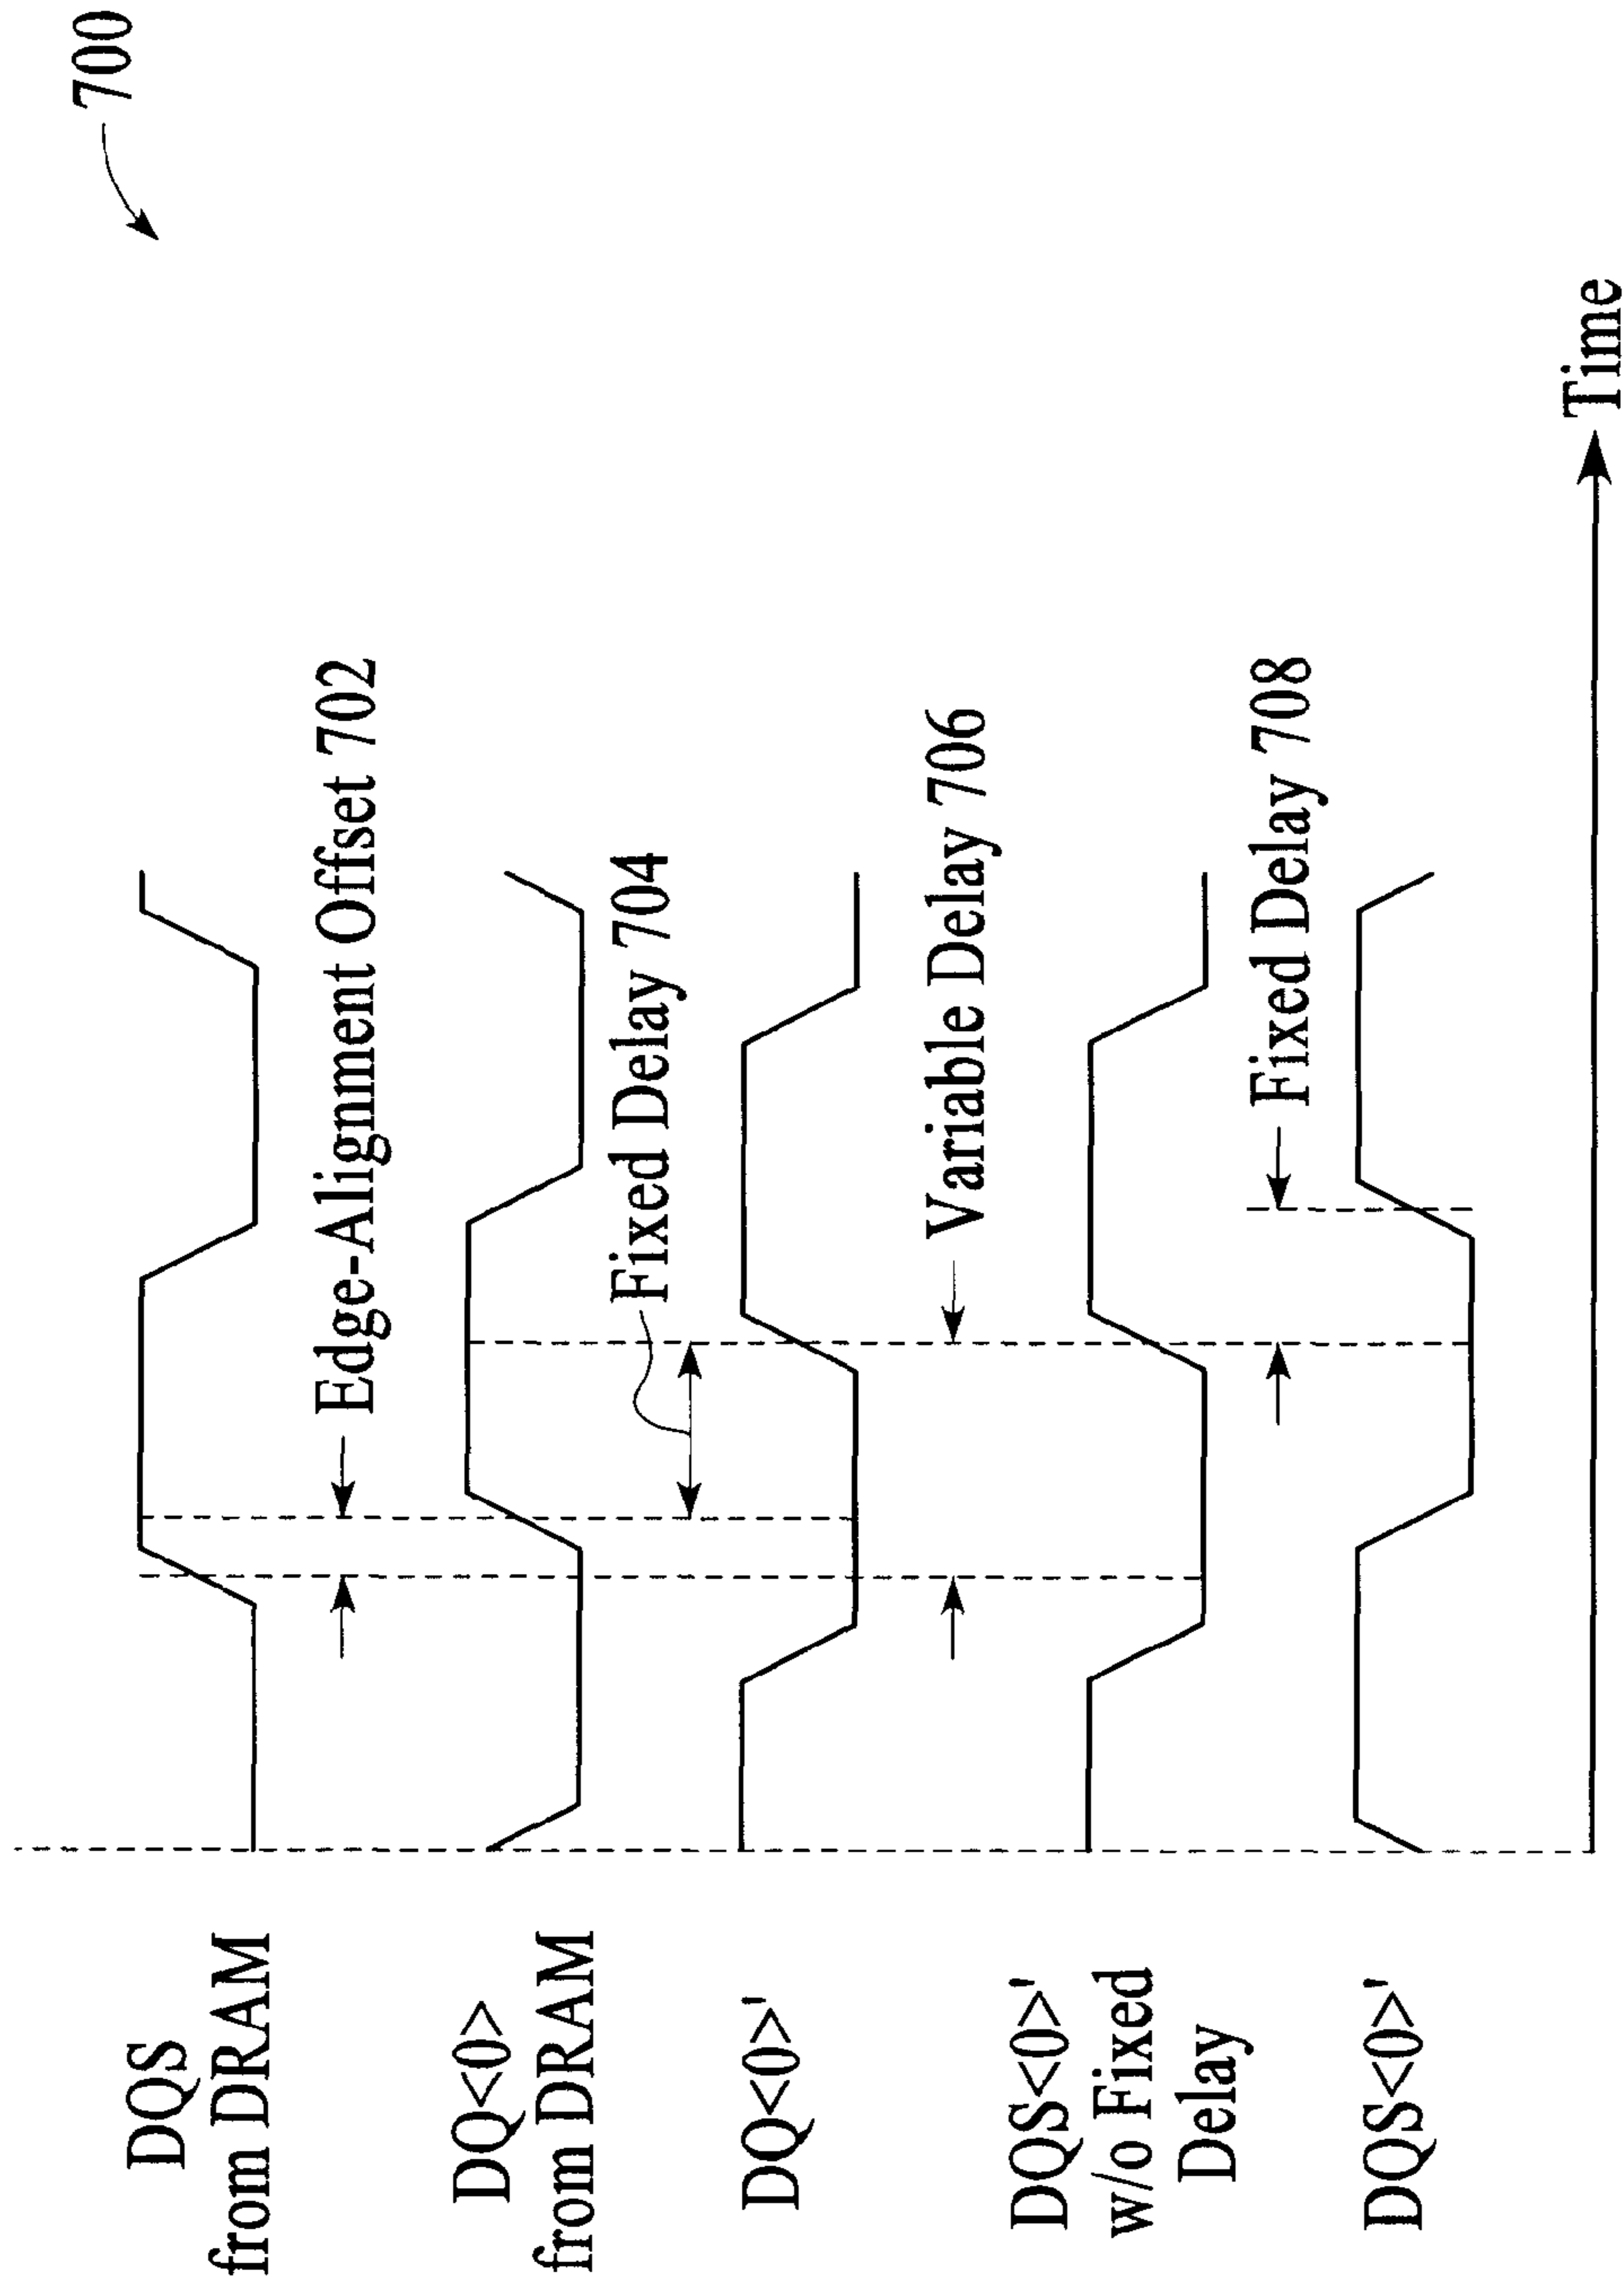 700
DQS
from DRAM
Edge-Alignment Offset 702
DQ<0>
from DRAM
Fixed Delay 704
DQ<0>'
Variable Delay 706
DQS<0>'
w/o Fixed
Delay
Fixed Delay 708
DQS<0>'
Time